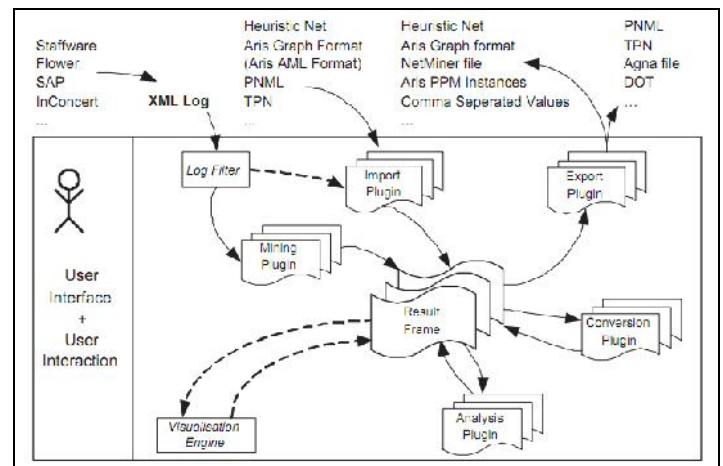 Staffware
Flower
SAP
InConcert
...
XML Log
Heuristic Net
Aris Graph Format
(Aris AML Format)
PNML
TPN
...
Heuristic Net
Aris Graph format
NetMiner file
Aris PPM Instances
Comma Seperated Values
...
PNML
TPN
Agna file
DOT
...
Log Filter
Import
Plugin
Export
Plugin
Mining
Plugin
User
Interface
+
User
Interaction
Result
Frame
Conversion
Plugin
Visualisation
Engine
Analysis
Plugin